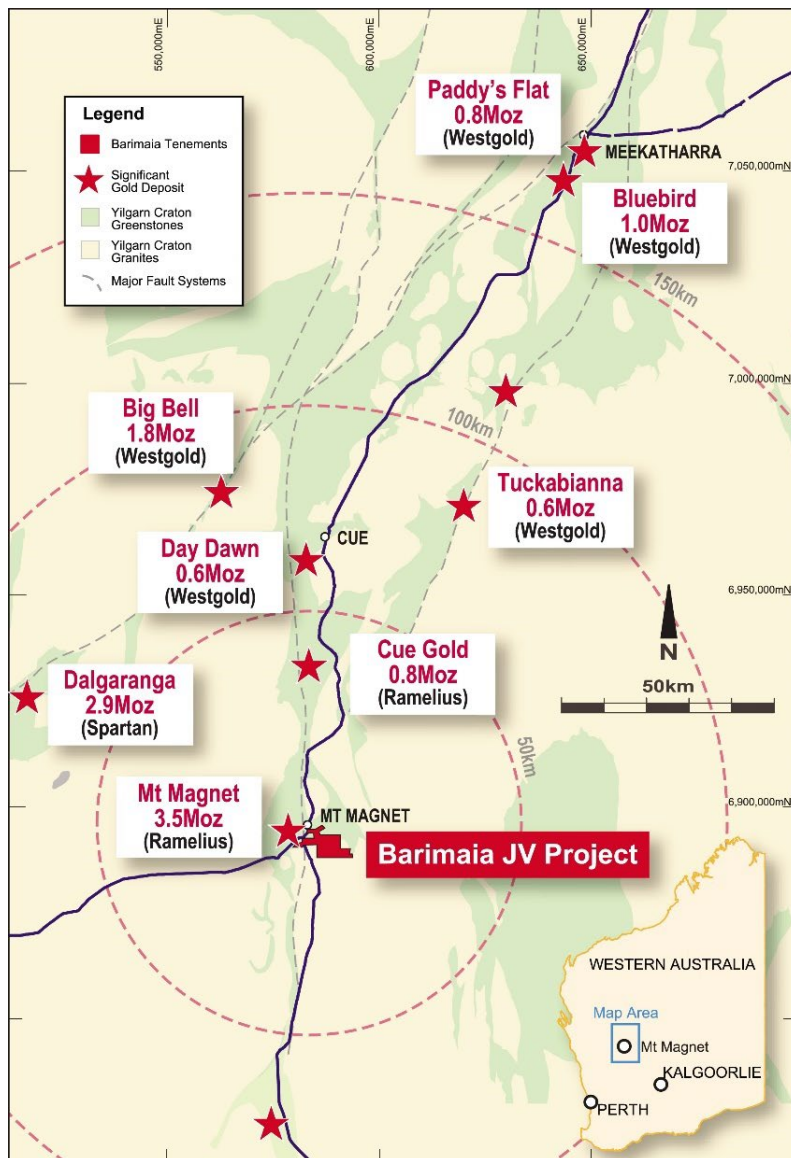 550,000mE
600,000mE
650,000mE
Legend
Barimaia Tenements
Significant
Gold Deposit
Yilgarn Craton
Greenstones
Yilgarn Craton
Granites
Major Fault Systems
Paddy's Flat
0.8Moz
(Westgold)
MEEKATHARRA
7,050,000mN
Bluebird
1.0Moz
(Westgold)
150km
7,000,000mN
Big Bell
1.8Moz
(Westgold)
100km
Tuckabianna
0.6Moz
(Westgold)
CUE
Day Dawn
0.6Moz
(Westgold)
6,950,000mN
N
50km
Cue Gold
0.8Moz
(Ramelius)
Dalgaranga
2.9Moz
(Spartan)
50km
Mt Magnet
3.5Moz
(Ramelius)
MT MAGNET
6,900,000mN
Barimaia JV Project
WESTERN AUSTRALIA
Map Area
Mt Magnet
KALGOORLIE
PERTH